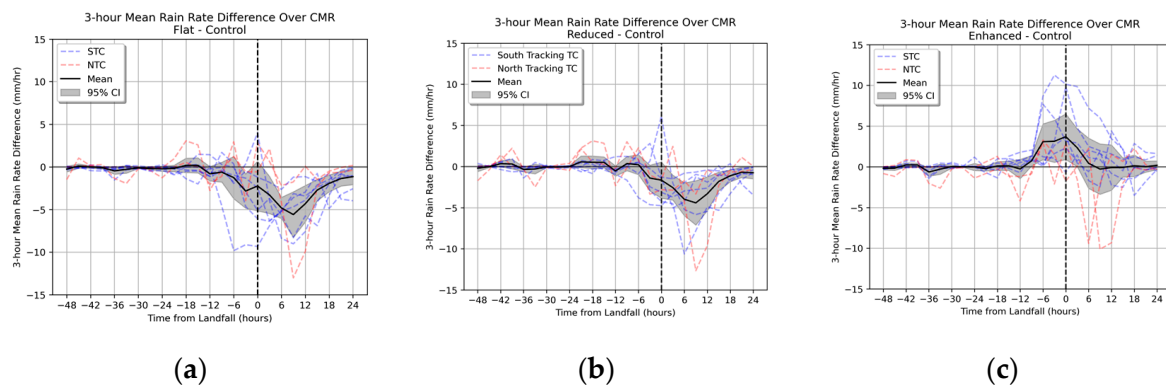 3-hour Mean Rain Rate Difference Over CMR
Flat - Control
STC
NTC
Mean
95% CI
3-hour Mean Rain Rate Difference (mm/hr)
15
10
5
0
−5
−10
−15
−48 −42 −36 −30 −24 −18 −12 −6 0 6 12 18 24
Time from Landfall (hours)
(a)
3-hour Mean Rain Rate Difference Over CMR
Reduced - Control
South Tracking TC
North Tracking TC
Mean
95% CI
3-hour Mean Rain Rate Difference (mm/hr)
15
10
5
0
−5
−10
−15
−48 −42 −36 −30 −24 −18 −12 −6 0 6 12 18 24
Time from Landfall (hours)
(b)
3-hour Mean Rain Rate Difference Over CMR
Enhanced - Control
STC
NTC
Mean
95% CI
3-hour Mean Rain Rate Difference (mm/hr)
15
10
5
0
−5
−10
−15
−48 −42 −36 −30 −24 −18 −12 −6 0 6 12 18 24
Time from Landfall (hours)
(c)